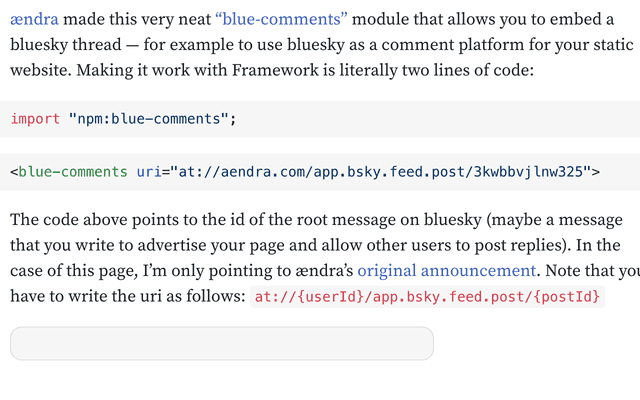 ændra made this very neat “blue-comments” module that allows you to embed a
bluesky thread — for example to use bluesky as a comment platform for your static
website. Making it work with Framework is literally two lines of code:
import "npm:blue-comments";
<blue-comments uri="at://aendra.com/app.bsky.feed.post/3kwbbvjlnw325">
The code above points to the id of the root message on bluesky (maybe a message
that you write to advertise your page and allow other users to post replies). In the
case of this page, I’m only pointing to ændra’s original announcement. Note that you
have to write the uri as follows: at://{userId}/app.bsky.feed.post/{postId}